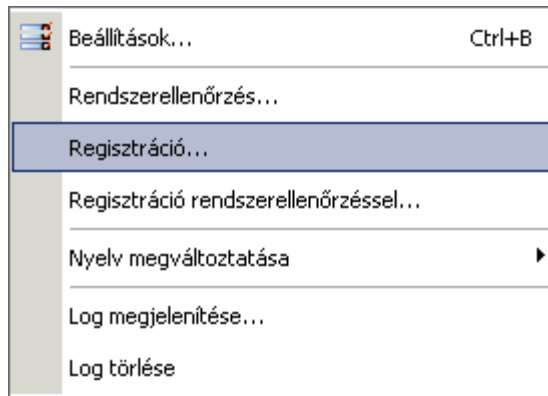 Beállítások... Ctrl+B
Rendszerellenőrzés...
Regisztráció...
Regisztráció rendszerellenőrzéssel...
Nyelv megváltoztatása
Log megjelenítése...
Log törlése